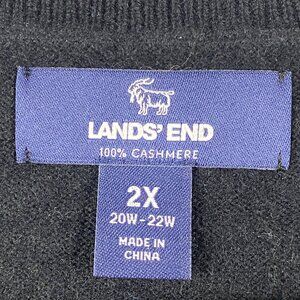 LANDS' END
100% CASHMERE
2X
20W-22W
MADE IN
CHINA